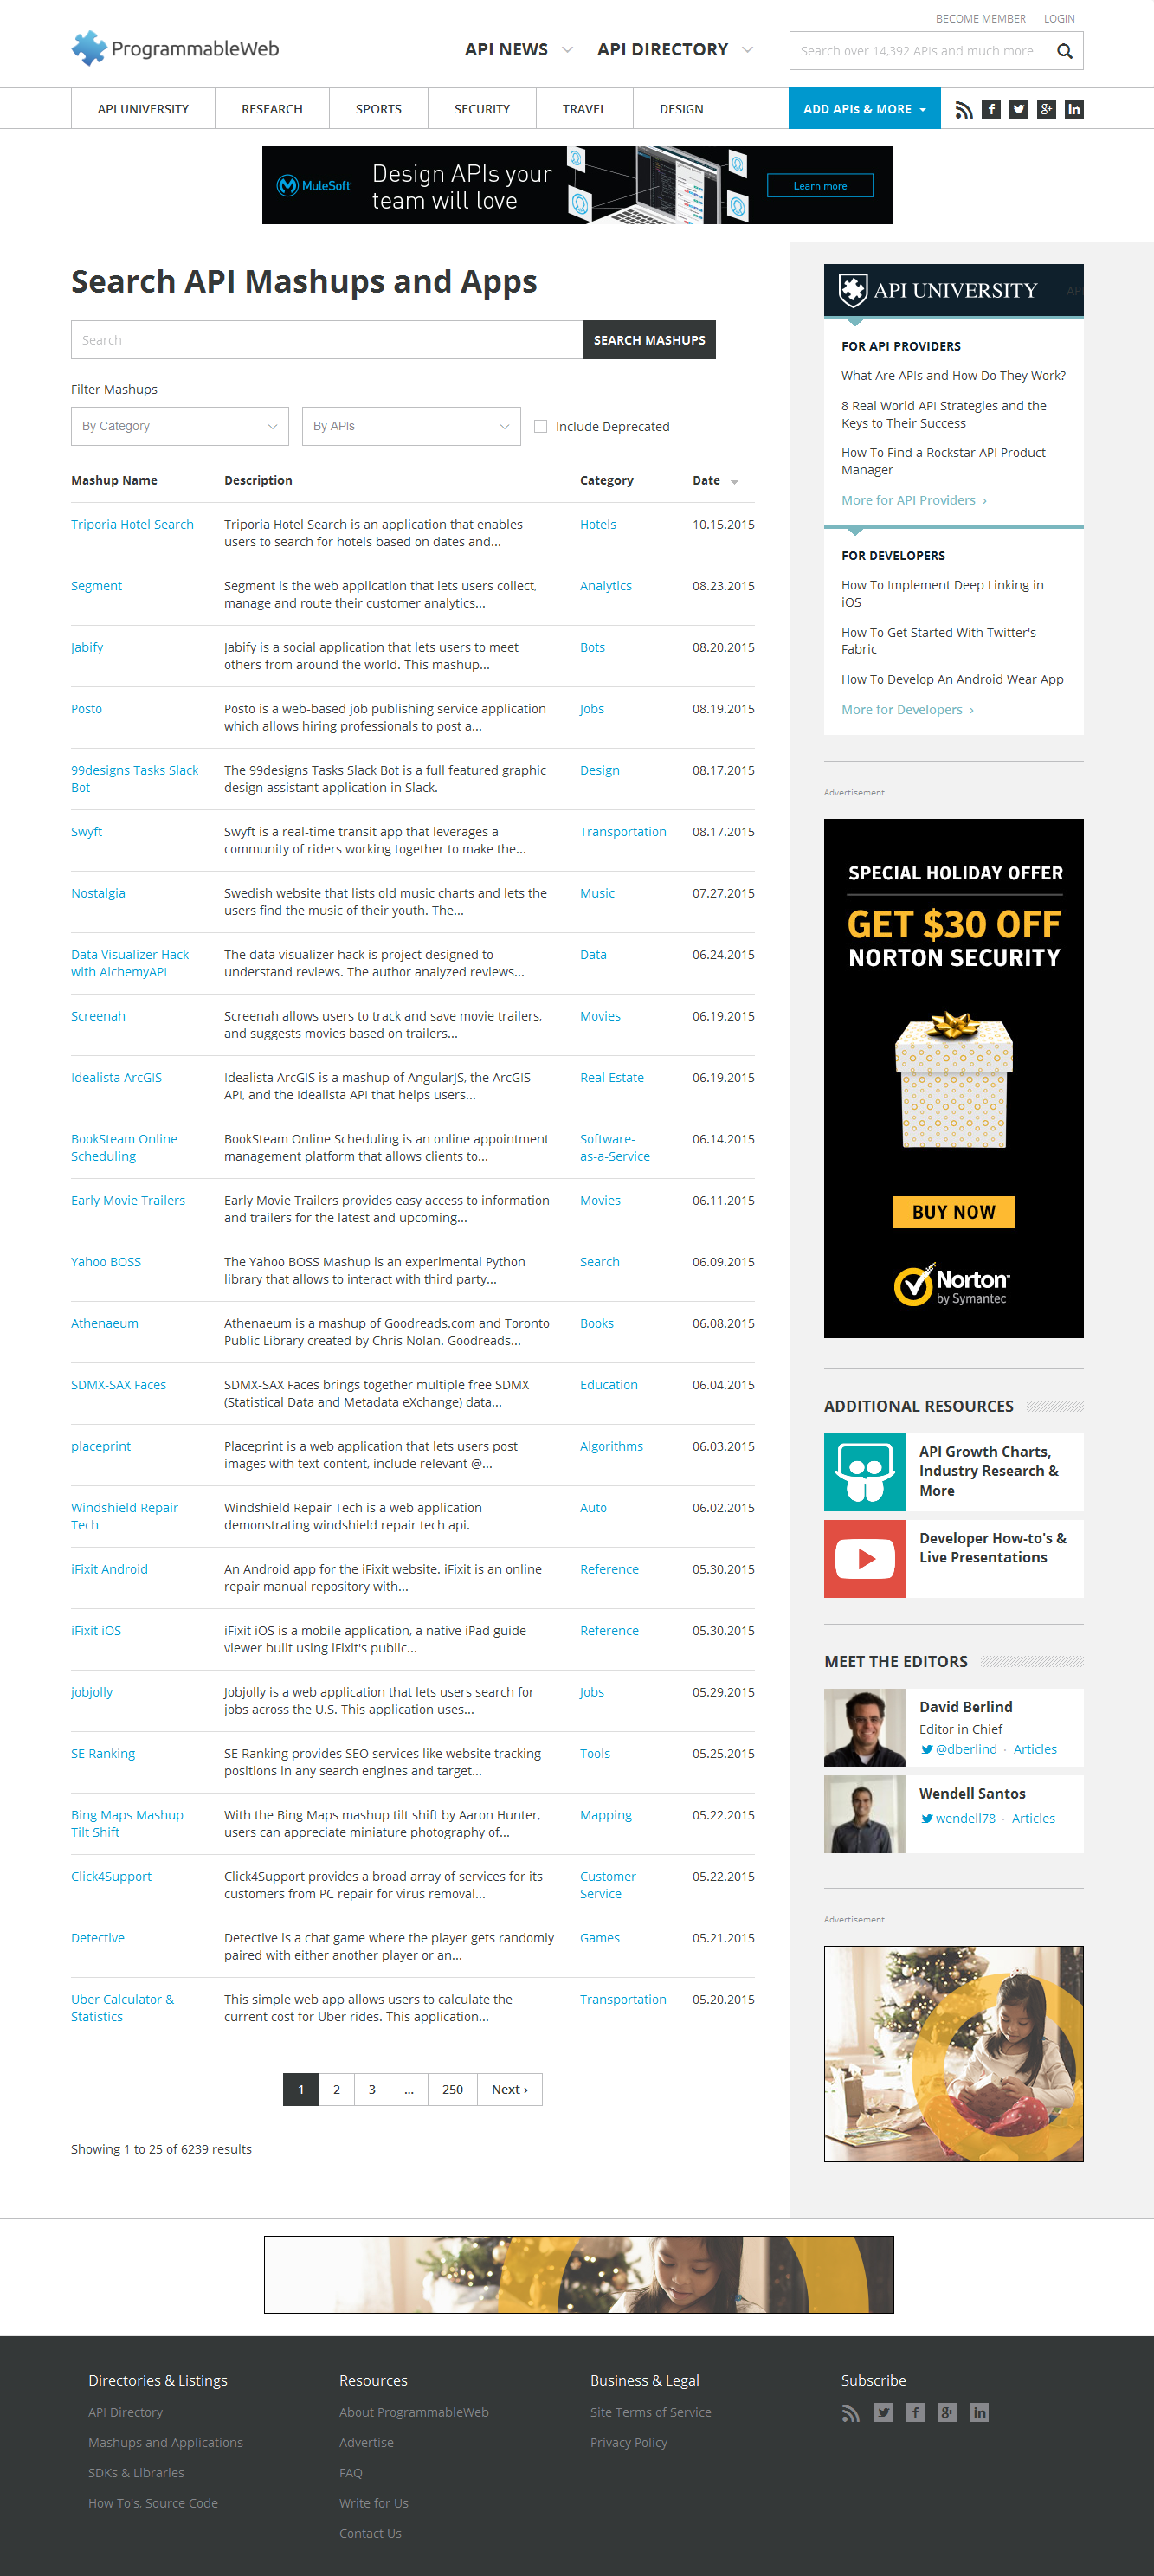 BECOME MEMBER | LOGIN
ProgrammableWeb
API NEWS
API DIRECTORY
Search over 14,392 APIs and much more
API UNIVERSITY
RESEARCH
SPORTS
SECURITY
TRAVEL
DESIGN
ADD APIs & MORE
MuleSoft
Design APIs your
team will love
Learn more
Search API Mashups and Apps
Search
SEARCH MASHUPS
Filter Mashups
By Category
By APIs
Include Deprecated
Mashup Name Description Category Date
Triporia Hotel Search Triporia Hotel Search is an application that enables Hotels 10.15.2015
users to search for hotels based on dates and...
Segment Segment is the web application that lets users collect, Analytics 08.23.2015
manage and route their customer analytics...
Jabify Jabify is a social application that lets users to meet Bots 08.20.2015
others from around the world. This mashup...
Posto Posto is a web-based job publishing service application Jobs 08.19.2015
which allows hiring professionals to post a...
99designs Tasks Slack The 99designs Tasks Slack Bot is a full featured graphic Design 08.17.2015
Bot design assistant application in Slack.
Swyft Swyft is a real-time transit app that leverages a Transportation 08.17.2015
community of riders working together to make the...
Nostalgia Swedish website that lists old music charts and lets the Music 07.27.2015
users find the music of their youth. The...
Data Visualizer Hack The data visualizer hack is project designed to Data 06.24.2015
with AlchemyAPI understand reviews. The author analyzed reviews...
Screenah Screenah allows users to track and save movie trailers, Movies 06.19.2015
and suggests movies based on trailers...
Idealista ArcGIS Idealista ArcGIS is a mashup of AngularJS, the ArcGIS Real Estate 06.19.2015
API, and the Idealista API that helps users...
BookSteam Online BookSteam Online Scheduling is an online appointment Software- 06.14.2015
Scheduling management platform that allows clients to... as-a-Service
Early Movie Trailers Early Movie Trailers provides easy access to information Movies 06.11.2015
and trailers for the latest and upcoming...
Yahoo BOSS The Yahoo BOSS Mashup is an experimental Python Search 06.09.2015
library that allows to interact with third party...
Athenaeum Athenaeum is a mashup of Goodreads.com and Toronto Books 06.08.2015
Public Library created by Chris Nolan. Goodreads...
SDMX-SAX Faces SDMX-SAX Faces brings together multiple free SDMX Education 06.04.2015
(Statistical Data and Metadata eXchange) data...
placeprint Placeprint is a web application that lets users post Algorithms 06.03.2015
images with text content, include relevant @...
Windshield Repair Windshield Repair Tech is a web application Auto 06.02.2015
Tech demonstrating windshield repair tech api.
iFixit Android An Android app for the iFixit website. iFixit is an online Reference 05.30.2015
repair manual repository with...
iFixit iOS iFixit iOS is a mobile application, a native iPad guide Reference 05.30.2015
viewer built using iFixit's public...
jobjolly Jobjolly is a web application that lets users search for Jobs 05.29.2015
jobs across the U.S. This application uses...
SE Ranking SE Ranking provides SEO services like website tracking Tools 05.25.2015
positions in any search engines and target...
Bing Maps Mashup With the Bing Maps mashup tilt shift by Aaron Hunter, Mapping 05.22.2015
Tilt Shift users can appreciate miniature photography of...
Click4Support Click4Support provides a broad array of services for its Customer 05.22.2015
customers from PC repair for virus removal... Service
Detective Detective is a chat game where the player gets randomly Games 05.21.2015
paired with either another player or an...
Uber Calculator & This simple web app allows users to calculate the Transportation 05.20.2015
Statistics current cost for Uber rides. This application...
1 2 3 ... 250 Next ›
Showing 1 to 25 of 6239 results
API UNIVERSITY
FOR API PROVIDERS
What Are APIs and How Do They Work?
8 Real World API Strategies and the
Keys to Their Success
How To Find a Rockstar API Product
Manager
More for API Providers ›
FOR DEVELOPERS
How To Implement Deep Linking in
iOS
How To Get Started With Twitter's
Fabric
How To Develop An Android Wear App
More for Developers ›
Advertisement
SPECIAL HOLIDAY OFFER
GET $30 OFF
NORTON SECURITY
BUY NOW
Norton
by Symantec
ADDITIONAL RESOURCES
API Growth Charts,
Industry Research &
More
Developer How-to's &
Live Presentations
MEET THE EDITORS
David Berlind
Editor in Chief
@dberlind · Articles
Wendell Santos
wendell78 · Articles
Advertisement
Directories & Listings
API Directory
Mashups and Applications
SDKs & Libraries
How To's, Source Code
Resources
About ProgrammableWeb
Advertise
FAQ
Write for Us
Contact Us
Business & Legal
Site Terms of Service
Privacy Policy
Subscribe